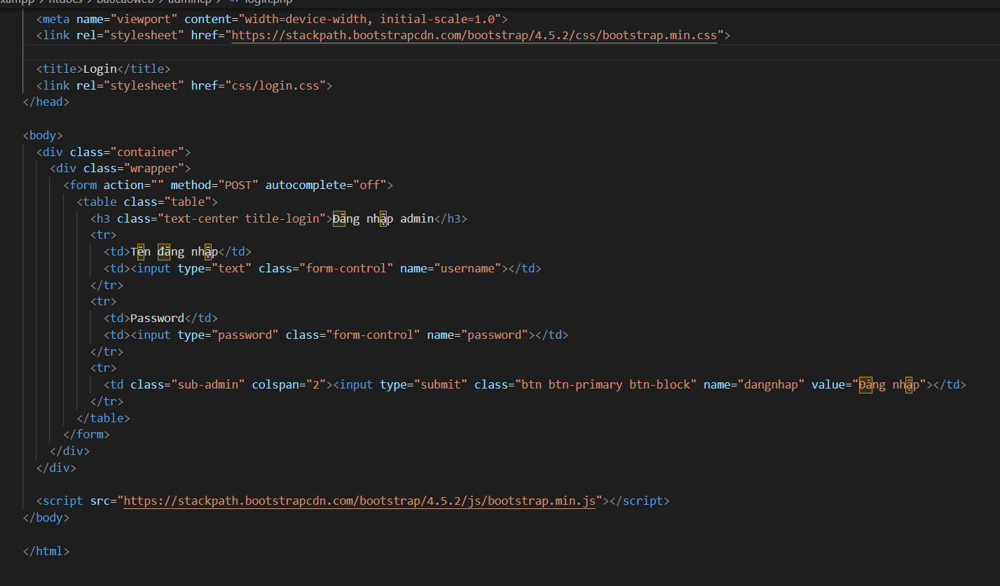 xampp > htdocs > baocaoweb > admincp > login.php
<meta name="viewport" content="width=device-width, initial-scale=1.0">
<link rel="stylesheet" href="https://stackpath.bootstrapcdn.com/bootstrap/4.5.2/css/bootstrap.min.css">
<title>Login</title>
<link rel="stylesheet" href="css/login.css">
</head>
<body>
<div class="container">
<div class="wrapper">
<form action="" method="POST" autocomplete="off">
<table class="table">
<h3 class="text-center title-login">Đăng nhập admin</h3>
<tr>
<td>Tên đăng nhập</td>
<td><input type="text" class="form-control" name="username"></td>
</tr>
<tr>
<td>Password</td>
<td><input type="password" class="form-control" name="password"></td>
</tr>
<tr>
<td class="sub-admin" colspan="2"><input type="submit" class="btn btn-primary btn-block" name="dangnhap" value="Đăng nhập"></td>
</tr>
</table>
</form>
</div>
</div>
<script src="https://stackpath.bootstrapcdn.com/bootstrap/4.5.2/js/bootstrap.min.js"></script>
</body>
</html>